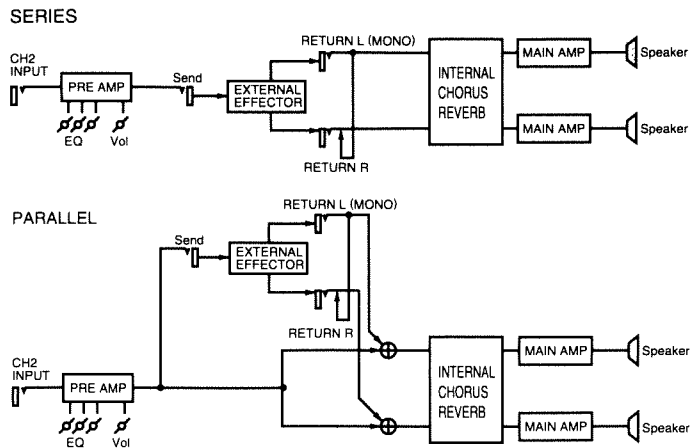 SERIES
CH2
INPUT
PRE AMP
EQ
Vol
Send
EXTERNAL
EFFECTOR
RETURN L (MONO)
RETURN R
INTERNAL
CHORUS
REVERB
MAIN AMP
Speaker
MAIN AMP
Speaker
PARALLEL
CH2
INPUT
PRE AMP
EQ
Vol
Send
EXTERNAL
EFFECTOR
RETURN L (MONO)
RETURN R
INTERNAL
CHORUS
REVERB
MAIN AMP
Speaker
MAIN AMP
Speaker